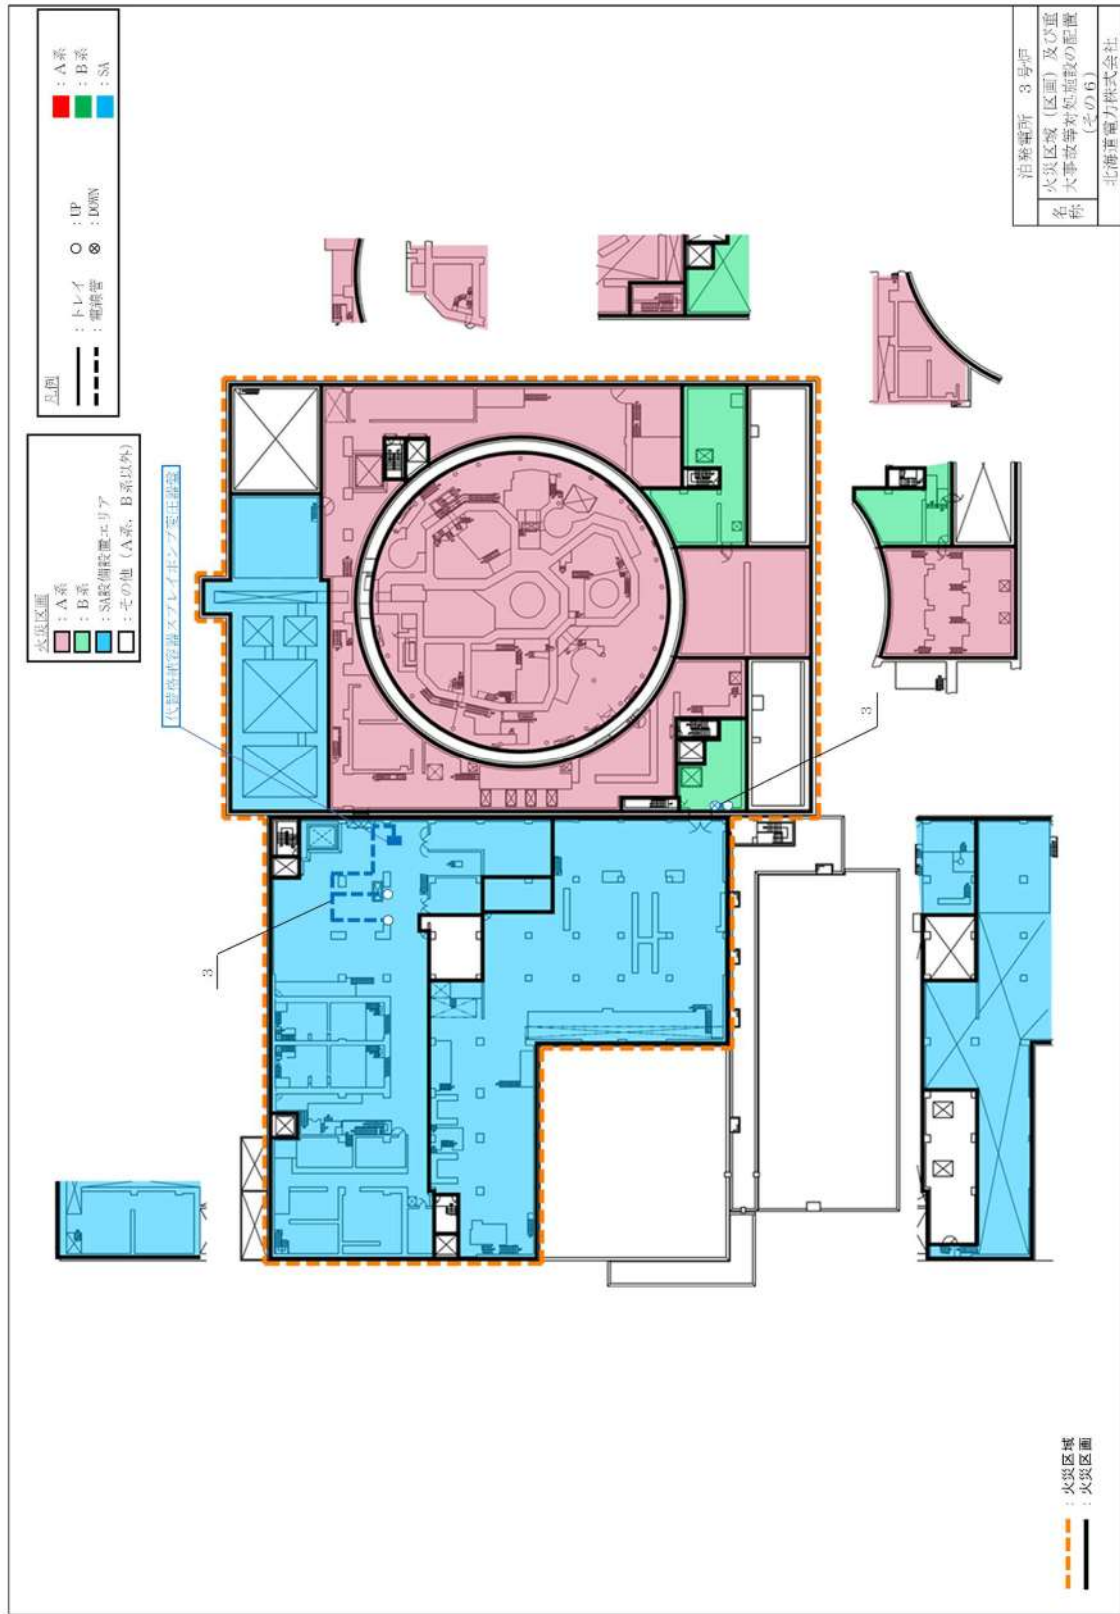 凡例
━━ : トレイ ○ : UP
┅┅ : 電線管 ⊗ : DOWN
: A系
: B系
: SA
火災区画
: A系
: B系
: SA設備設置エリア
: その他 (A系, B系以外)
代替格納容器スプレイポンプ変圧器盤
3
3
: 火災区域
: 火災区画
泊発電所 3号炉
名称
火災区域(区画)及び重
大事故等対処施設の配置
(その6)
北海道電力株式会社